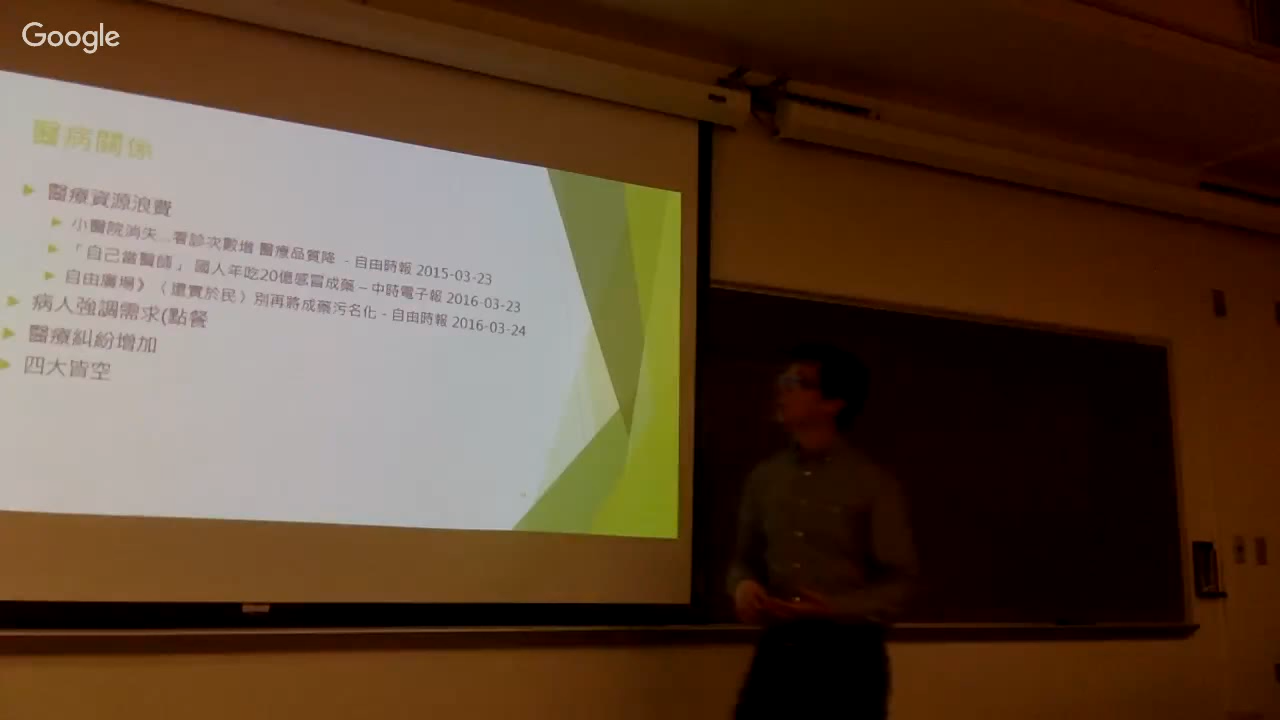 Google
醫病關係
醫療資源浪費
小醫院消失...看診次數增 醫療品質降 - 自由時報 2015-03-23
「自己當醫師」 國人年吃20億感冒成藥 – 中時電子報 2016-03-23
自由廣場》〈還實於民〉別再將成藥污名化 - 自由時報 2016-03-24
病人強調需求(點餐
醫療糾紛增加
四大皆空